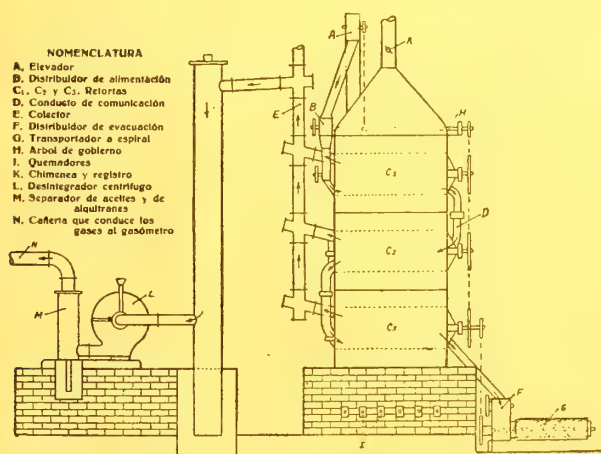 NOMENCLATURA
A, Elevador
B, Distribuidor de alimentación
C₁, C₂ y C₃, Retortas
D, Conducto de comunicación
E, Colector
F, Distribuidor de evacuación
G, Transportador a espiral
H, Arbol de gobierno
I, Quemadores
K, Chimenea y registro
L, Desintegrador centrifugo
M, Separador de aceites y de
alquitranes
N, Cañeria que conduce los
gases al gasómetro
A
K
E
B
H
C₁
D
C₂
N
L
M
C₃
F
G
I